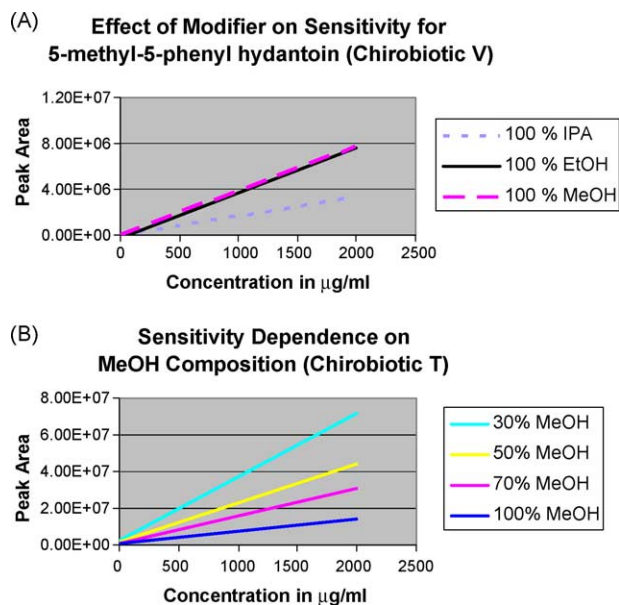 (A)
Effect of Modifier on Sensitivity for
5-methyl-5-phenyl hydantoin (Chirobiotic V)
1.20E+07
8.00E+06
4.00E+06
0.00E+00
Peak Area
0 500 1000 1500 2000 2500
Concentration in µg/ml
100 % IPA
100 % EtOH
100 % MeOH
(B)
Sensitivity Dependence on
MeOH Composition (Chirobiotic T)
8.00E+07
6.00E+07
4.00E+07
2.00E+07
0.00E+00
Peak Area
0 500 1000 1500 2000 2500
Concentration in µg/ml
30% MeOH
50% MeOH
70% MeOH
100% MeOH